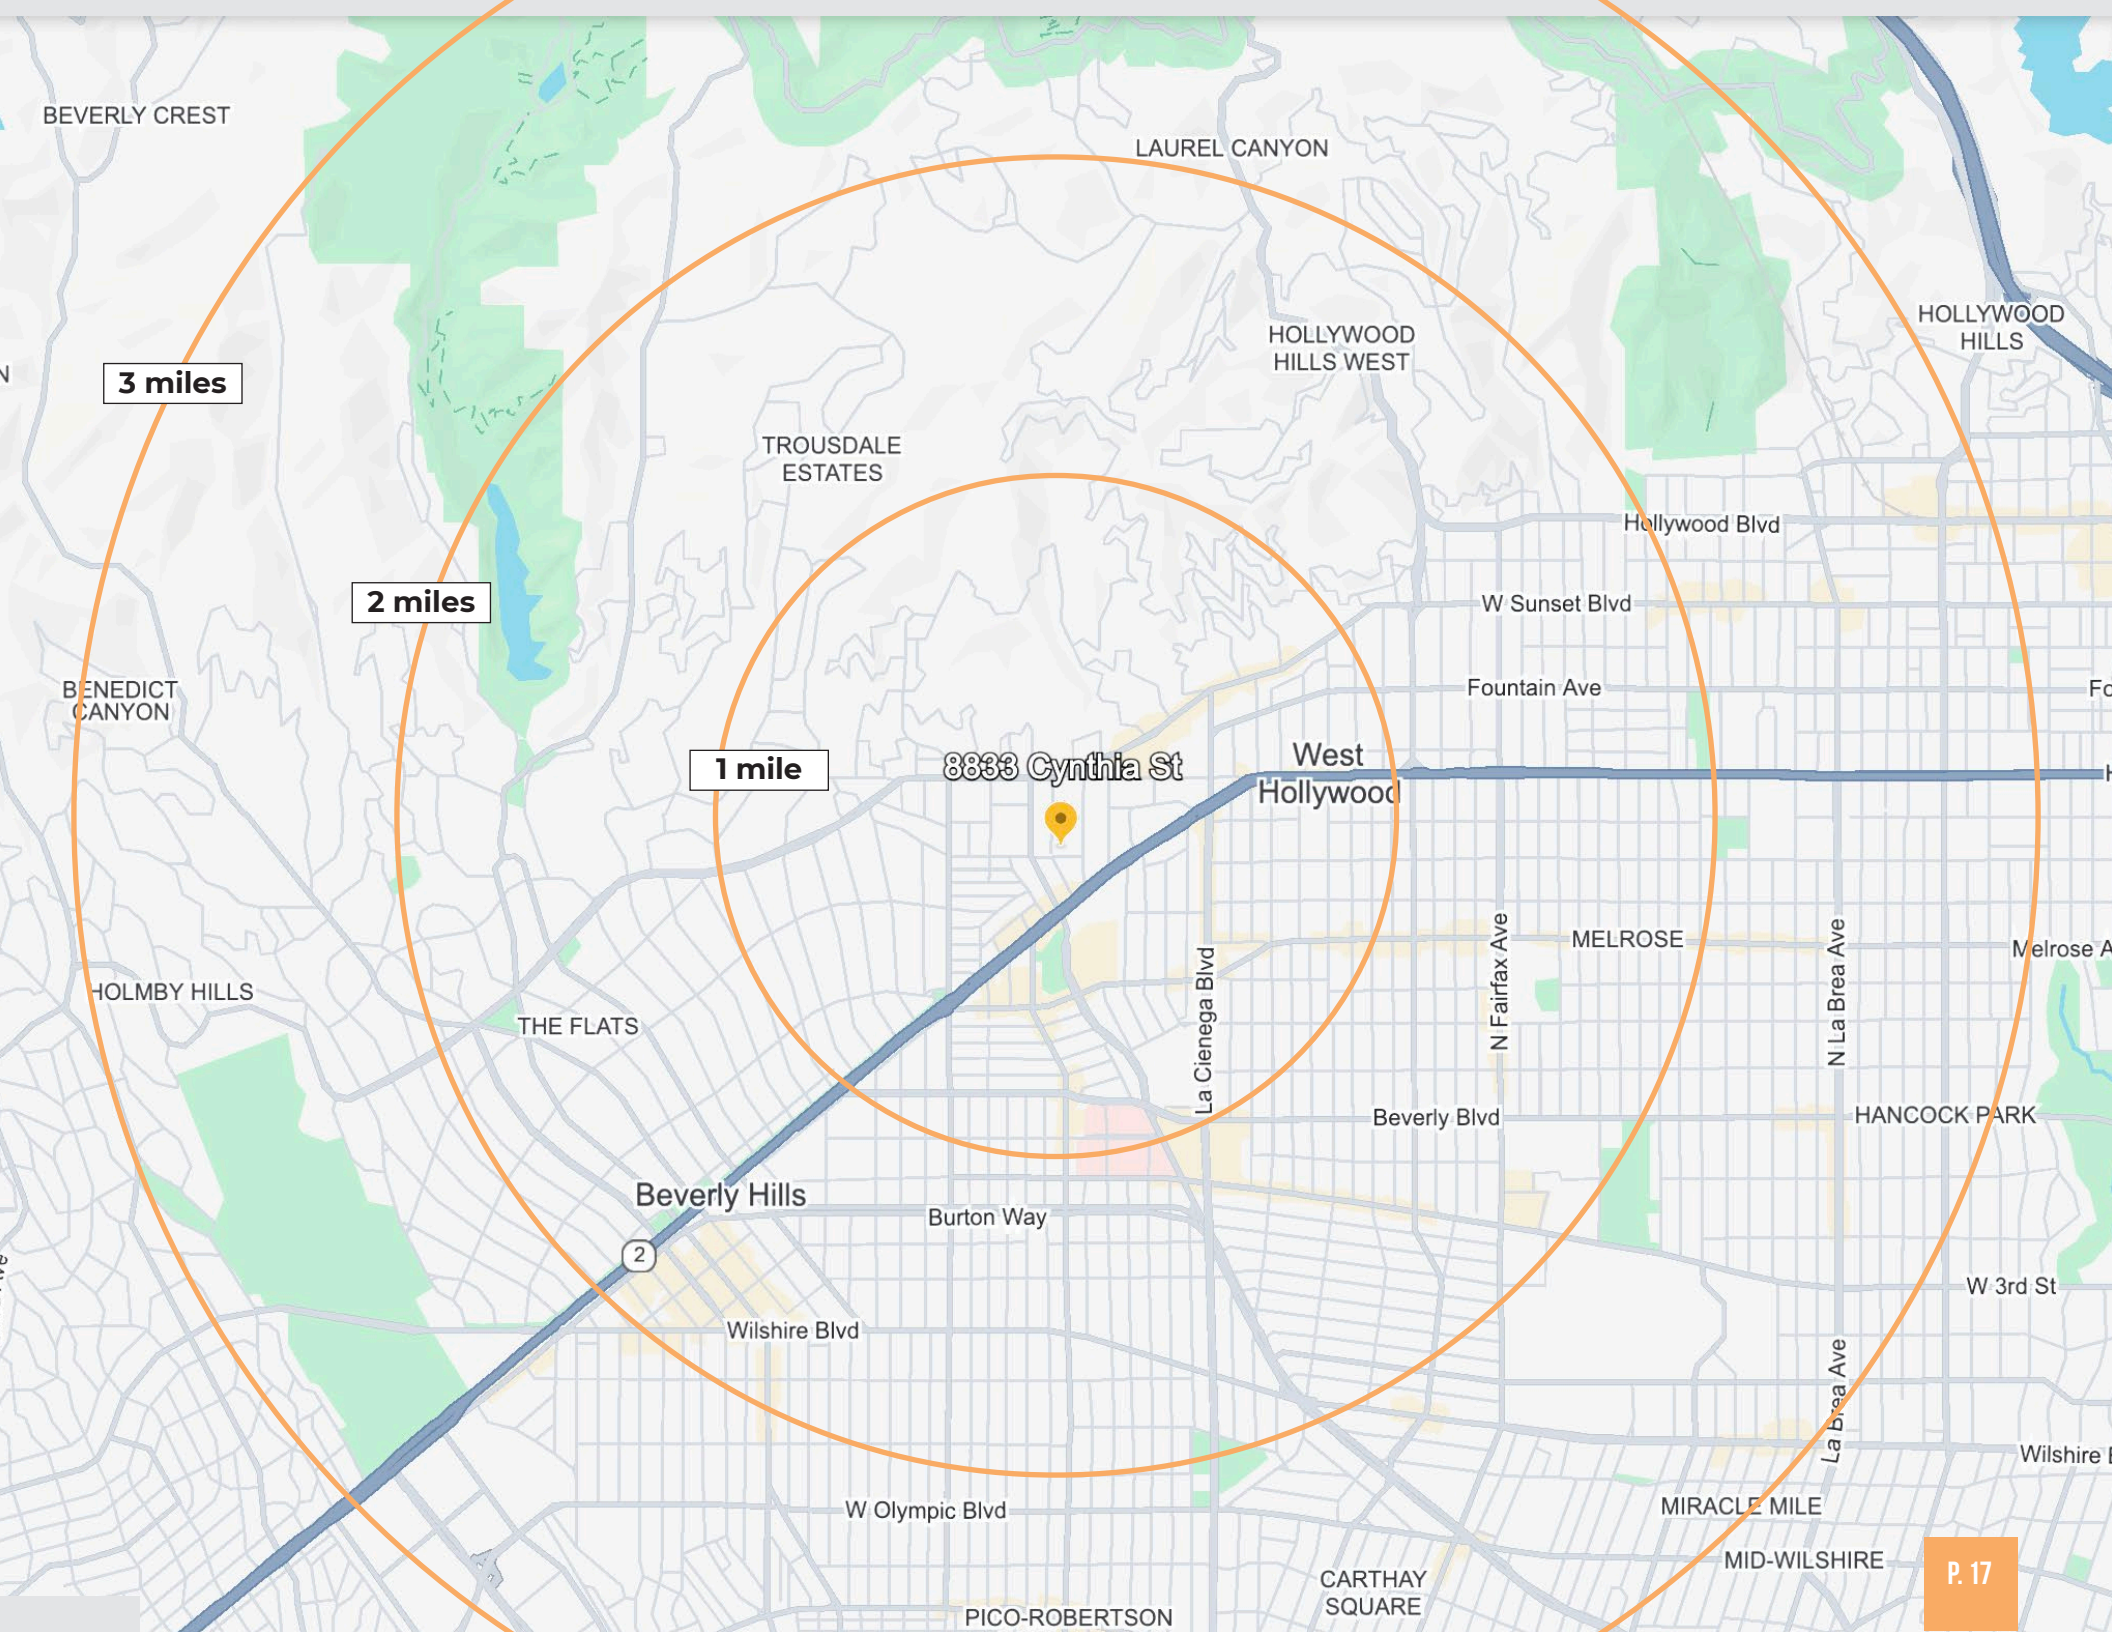 BEVERLY CREST
LAUREL CANYON
HOLLYWOOD
HILLS
HOLLYWOOD
HILLS WEST
N
3 miles
TROUSDALE
ESTATES
Hollywood Blvd
2 miles
W Sunset Blvd
BENEDICT
CANYON
Fountain Ave
Fo
1 mile
8833 Cynthia St
West
Hollywood
H
MELROSE
Melrose A
N Fairfax Ave
N La Brea Ave
La Cienega Blvd
HOLMBY HILLS
THE FLATS
Beverly Blvd
HANCOCK PARK
Beverly Hills
Burton Way
2
W 3rd St
Wilshire Blvd
La Brea Ave
Wilshire B
W Olympic Blvd
MIRACLE MILE
MID-WILSHIRE
CARTHAY
SQUARE
PICO-ROBERTSON
P. 17